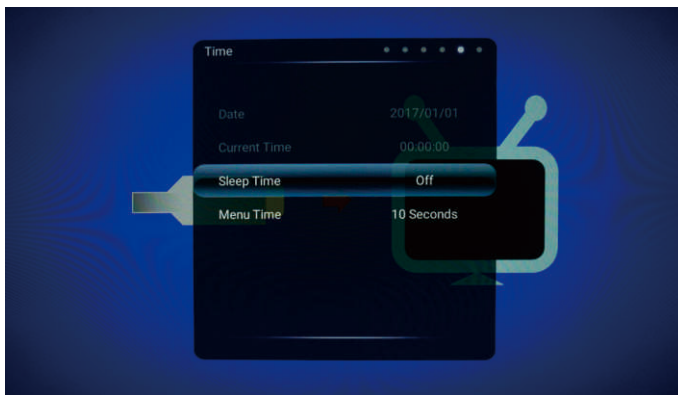 Time
Date 2017/01/01
Current Time 00:00:00
Sleep Time Off
Menu Time 10 Seconds